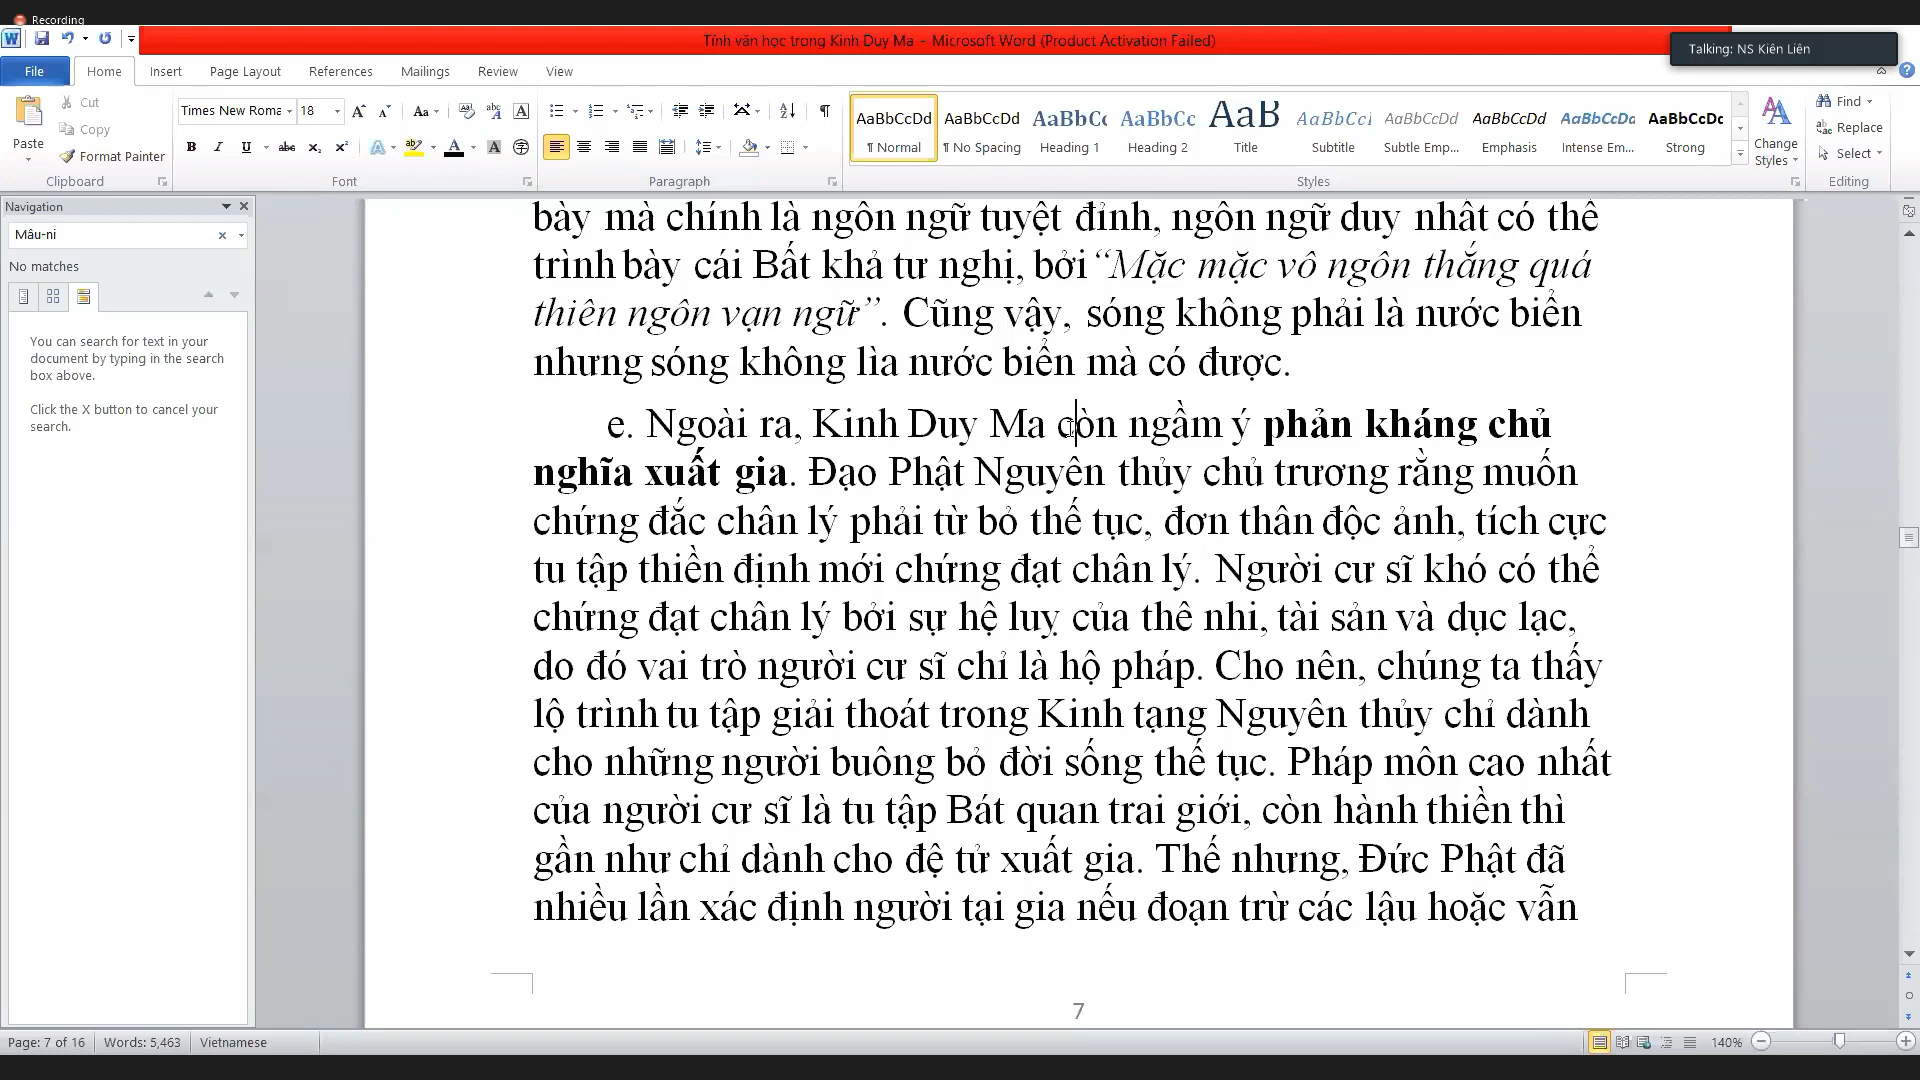 Recording
Tính văn học trong Kinh Duy Ma - Microsoft Word (Product Activation Failed)
Talking: NS Kiên Liên
File Home Insert Page Layout References Mailings Review View
Paste
Cut
Copy
Format Painter
Clipboard
Times New Roma 18
Font
Paragraph
AaBbCcDd AaBbCcDd AaBbCc AaBbCc AaB AaBbCcI AaBbCcDd AaBbCcDd AaBbCcDd AaBbCcDc
¶ Normal ¶ No Spacing Heading 1 Heading 2 Title Subtitle Subtle Emp... Emphasis Intense Em... Strong
Styles
Change Styles
Find
Replace
Select
Editing
Navigation
Mâu-ni
No matches
You can search for text in your
document by typing in the search
box above.
Click the X button to cancel your
search.
bày mà chính là ngôn ngữ tuyệt đỉnh, ngôn ngữ duy nhất có thể
trình bày cái Bất khả tư nghị, bởi “Mặc mặc vô ngôn thắng quá
thiên ngôn vạn ngữ”. Cũng vậy, sóng không phải là nước biển
nhưng sóng không lìa nước biển mà có được.
e. Ngoài ra, Kinh Duy Ma còn ngầm ý phản kháng chủ
nghĩa xuất gia. Đạo Phật Nguyên thủy chủ trương rằng muốn
chứng đắc chân lý phải từ bỏ thế tục, đơn thân độc ảnh, tích cực
tu tập thiền định mới chứng đạt chân lý. Người cư sĩ khó có thể
chứng đạt chân lý bởi sự hệ luỵ của thê nhi, tài sản và dục lạc,
do đó vai trò người cư sĩ chỉ là hộ pháp. Cho nên, chúng ta thấy
lộ trình tu tập giải thoát trong Kinh tạng Nguyên thủy chỉ dành
cho những người buông bỏ đời sống thế tục. Pháp môn cao nhất
của người cư sĩ là tu tập Bát quan trai giới, còn hành thiền thì
gần như chỉ dành cho đệ tử xuất gia. Thế nhưng, Đức Phật đã
nhiều lần xác định người tại gia nếu đoạn trừ các lậu hoặc vẫn
7
Page: 7 of 16 Words: 5,463 Vietnamese 140%